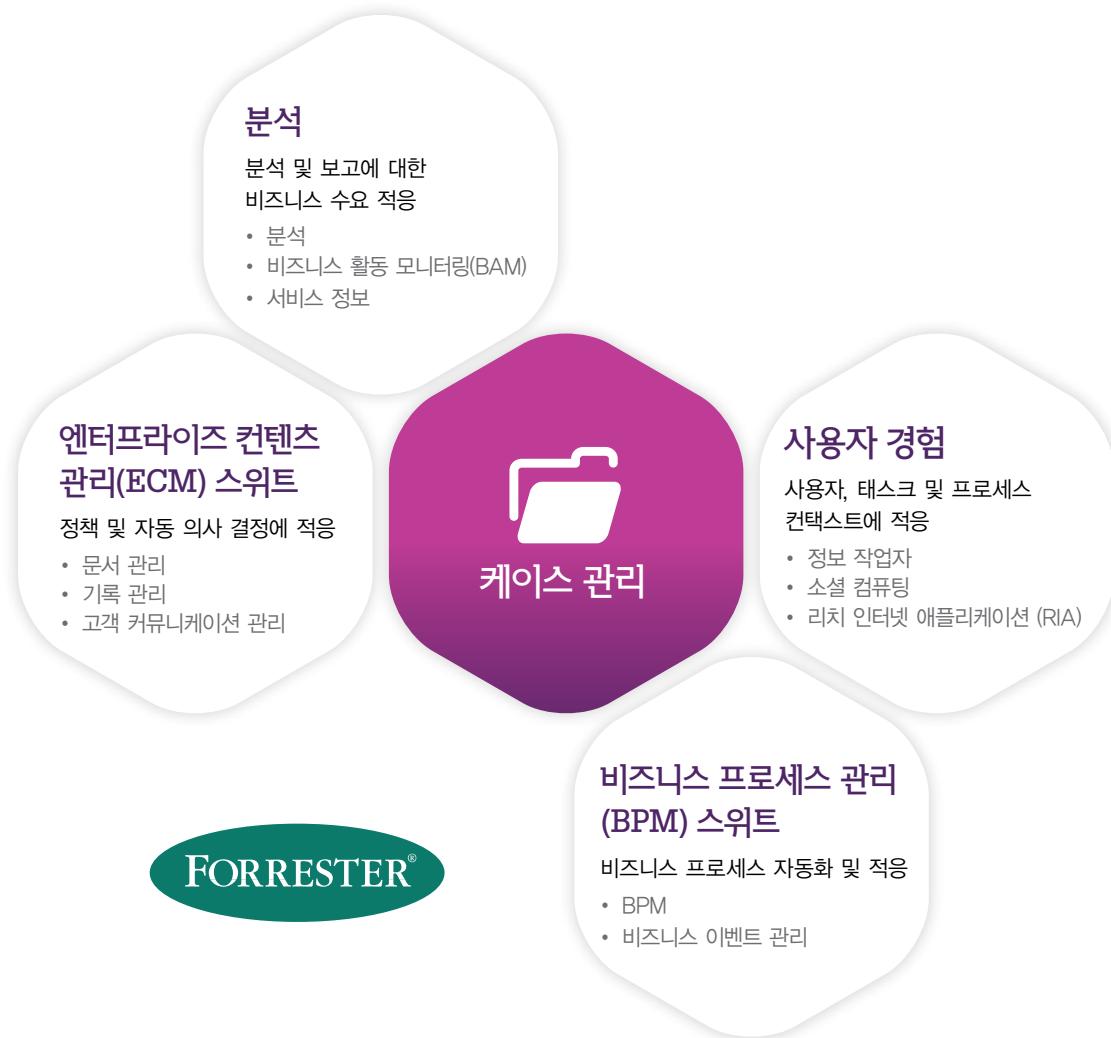 분석
분석 및 보고에 대한
비즈니스 수요 적응
• 분석
• 비즈니스 활동 모니터링(BAM)
• 서비스 정보
엔터프라이즈 컨텐츠
관리(ECM) 스위트
정책 및 자동 의사 결정에 적응
• 문서 관리
• 기록 관리
• 고객 커뮤니케이션 관리
케이스 관리
사용자 경험
사용자, 태스크 및 프로세스
컨택스트에 적응
• 정보 작업자
• 소셜 컴퓨팅
• 리치 인터넷 애플리케이션 (RIA)
비즈니스 프로세스 관리
(BPM) 스위트
비즈니스 프로세스 자동화 및 적응
• BPM
• 비즈니스 이벤트 관리
FORRESTER®